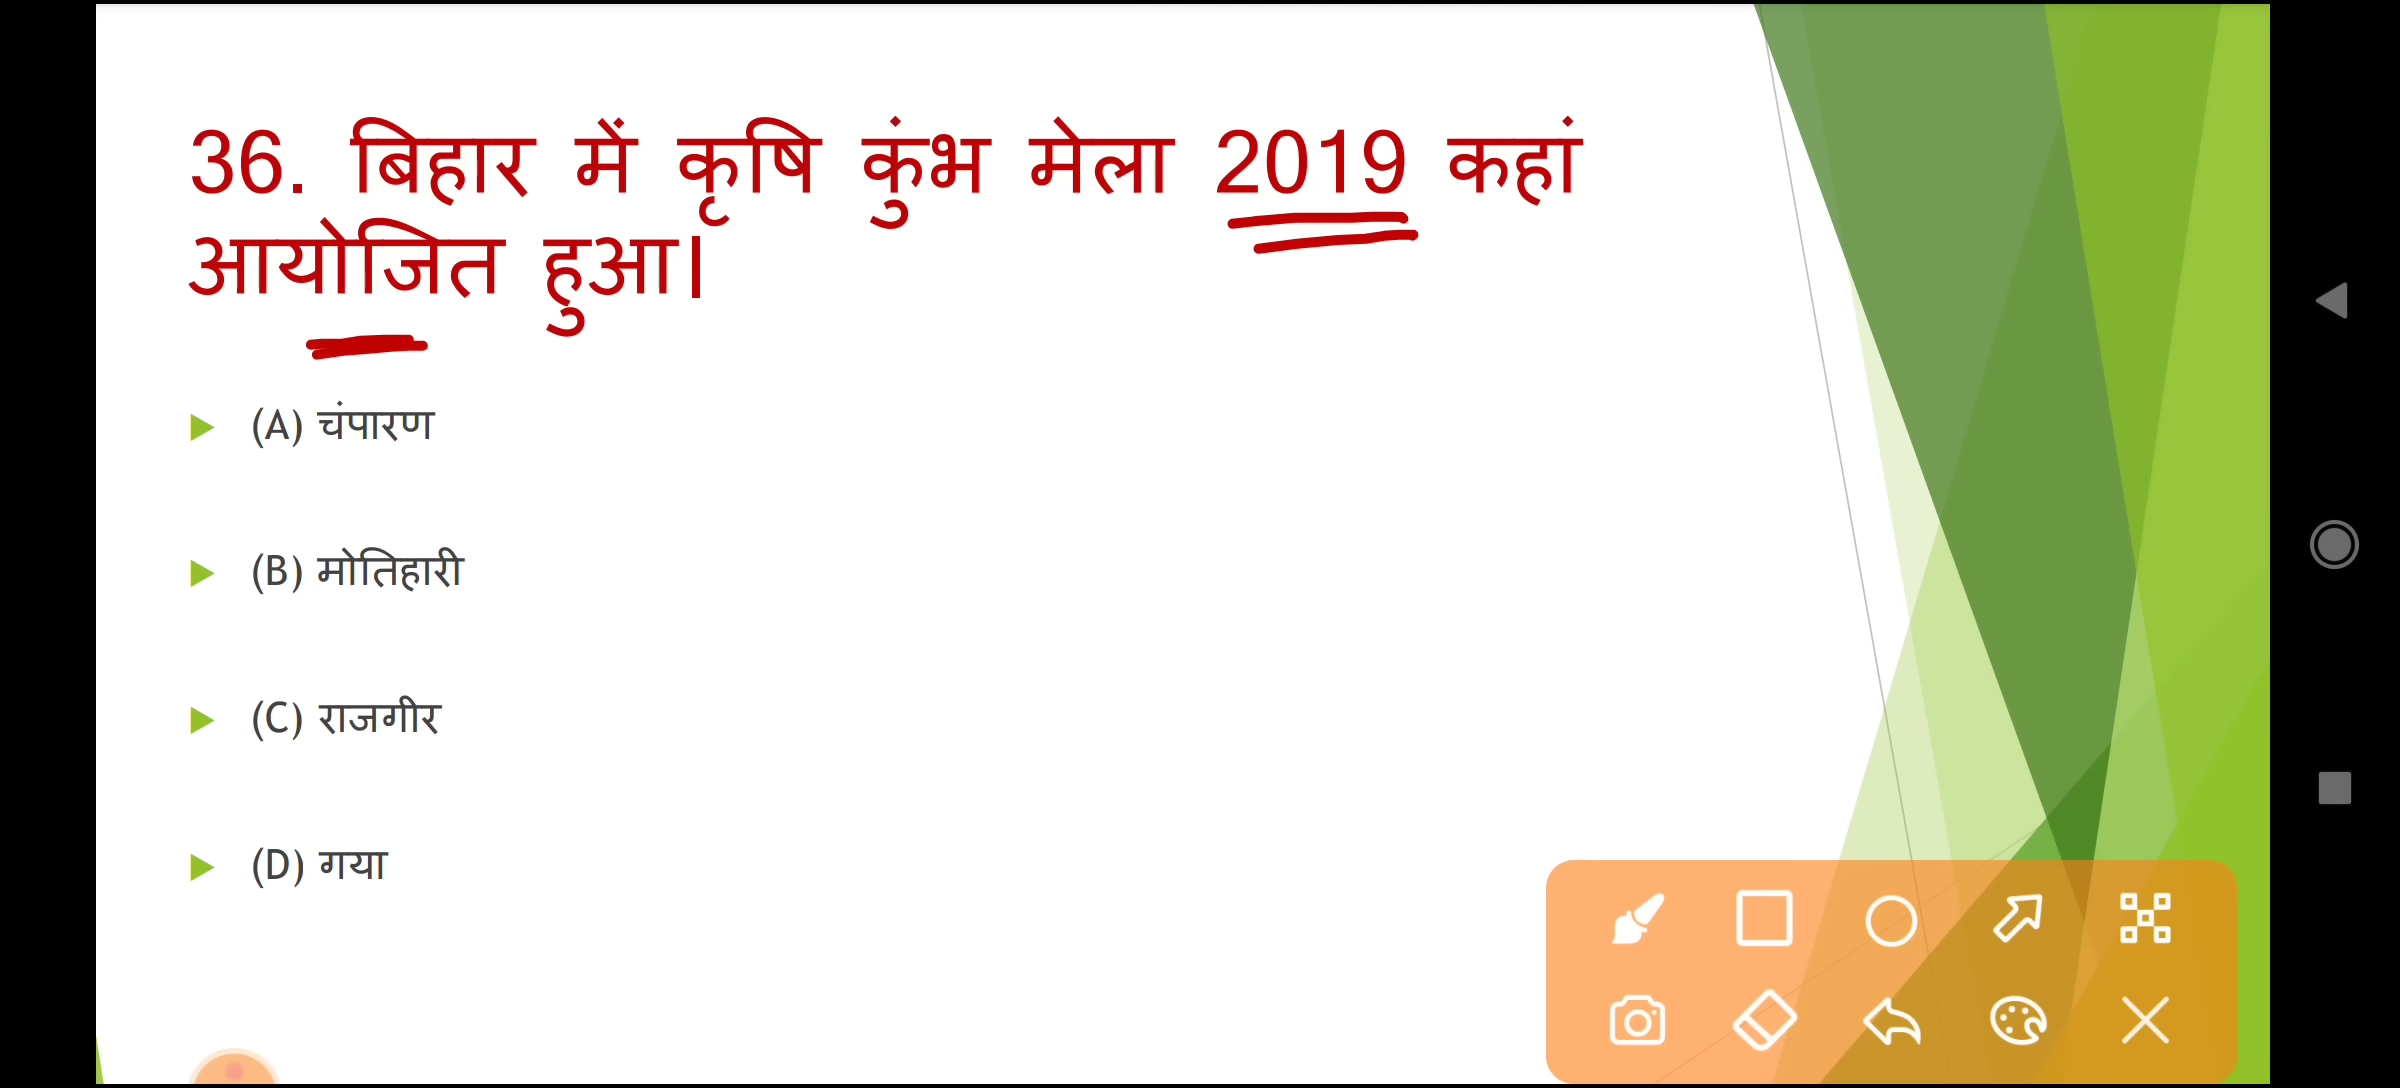 36. बिहार में कृषि कुंभ मेला 2019 कहां
आयोजित हुआ।
(A) चंपारण
(B) मोतिहारी
(C) राजगीर
(D) गया